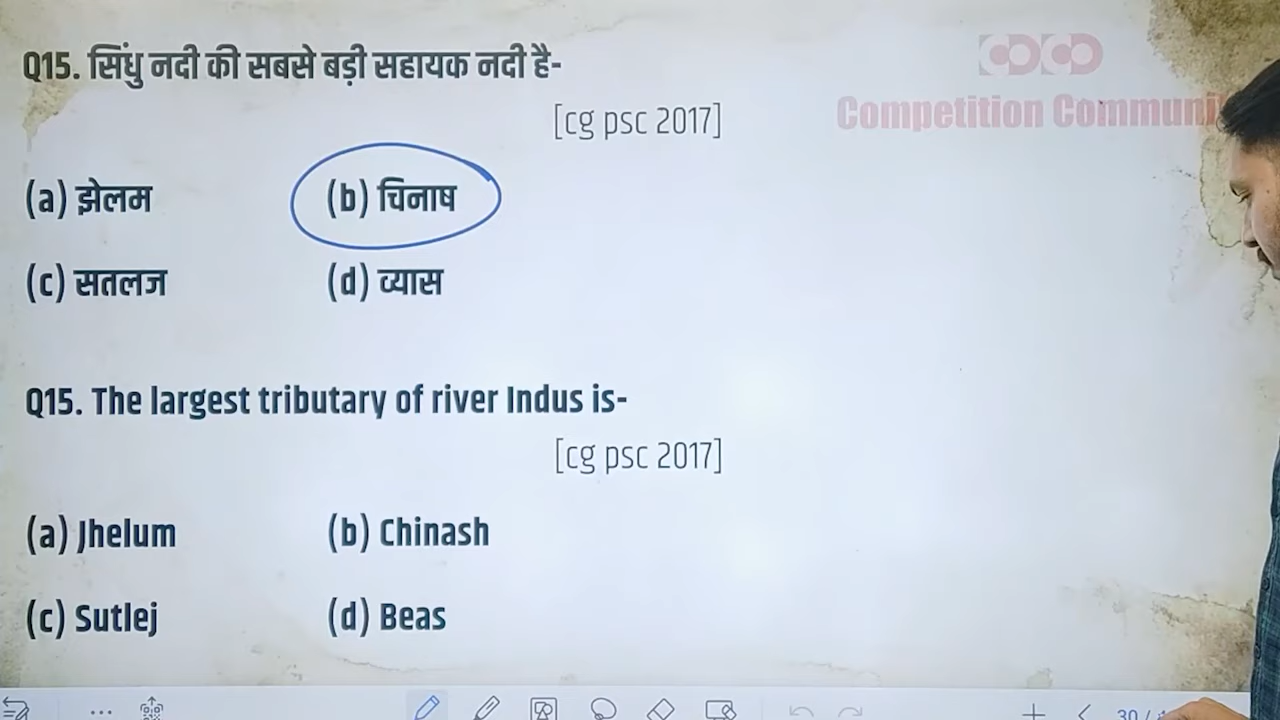 Q15. सिंधु नदी की सबसे बड़ी सहायक नदी है-
[cg psc 2017]
(a) झेलम (b) चिनाष
(c) सतलज (d) व्यास
Q15. The largest tributary of river Indus is-
[cg psc 2017]
(a) Jhelum (b) Chinash
(c) Sutlej (d) Beas
COCO
Competition Communi
30 /